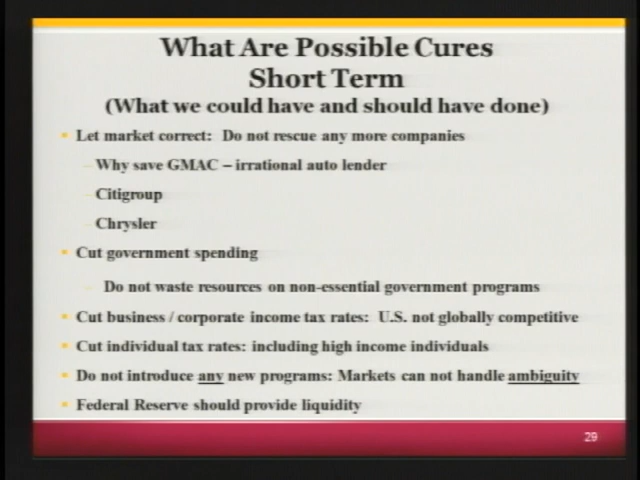 What Are Possible Cures
Short Term
(What we could have and should have done)
Let market correct: Do not rescue any more companies
Why save GMAC – irrational auto lender
Citigroup
Chrysler
Cut government spending
Do not waste resources on non-essential government programs
Cut business / corporate income tax rates: U.S. not globally competitive
Cut individual tax rates: including high income individuals
Do not introduce any new programs: Markets can not handle ambiguity
Federal Reserve should provide liquidity
29